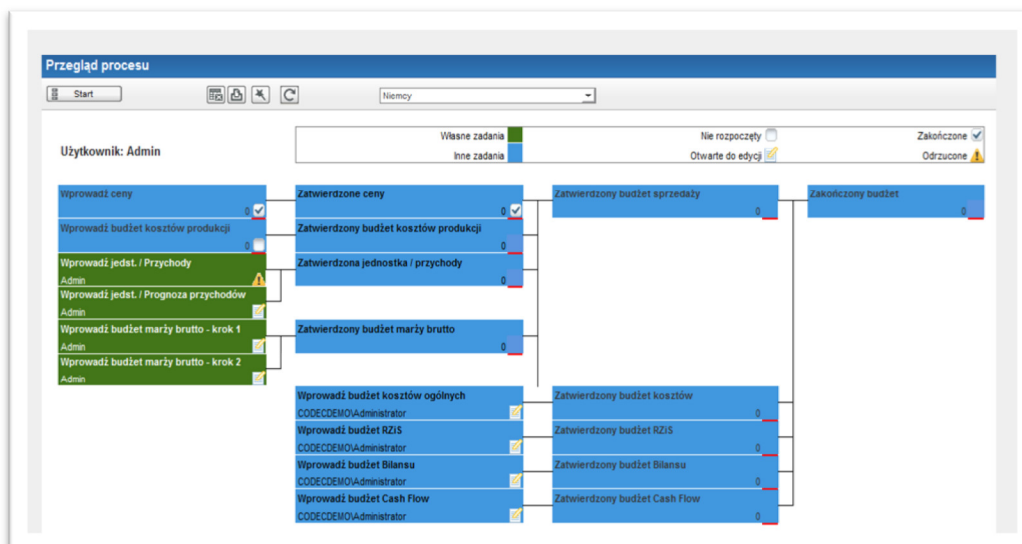 Przegląd procesu
Start
Niemcy
Użytkownik: Admin
Własne zadania
Nie rozpoczęty
Zakończone
Inne zadania
Otwarte do edycji
Odrzucone
Wprowadź ceny
0
Zatwierdzone ceny
0
Zatwierdzony budżet sprzedaży
0
Zakończony budżet
0
Wprowadź budżet kosztów produkcji
0
Zatwierdzony budżet kosztów produkcji
0
Wprowadź jedst. / Przychody
Admin
Zatwierdzona jednostka / przychody
0
Wprowadź jedst. / Prognoza przychodów
Admin
Wprowadź budżet marży brutto - krok 1
Admin
Zatwierdzony budżet marży brutto
0
Wprowadź budżet marży brutto - krok 2
Admin
Wprowadź budżet kosztów ogólnych
CODECDEMO\Administrator
Zatwierdzony budżet kosztów
0
Wprowadź budżet RZiS
CODECDEMO\Administrator
Zatwierdzony budżet RZiS
0
Wprowadź budżet Bilansu
CODECDEMO\Administrator
Zatwierdzony budżet Bilansu
0
Wprowadź budżet Cash Flow
CODECDEMO\Administrator
Zatwierdzony budżet Cash Flow
0